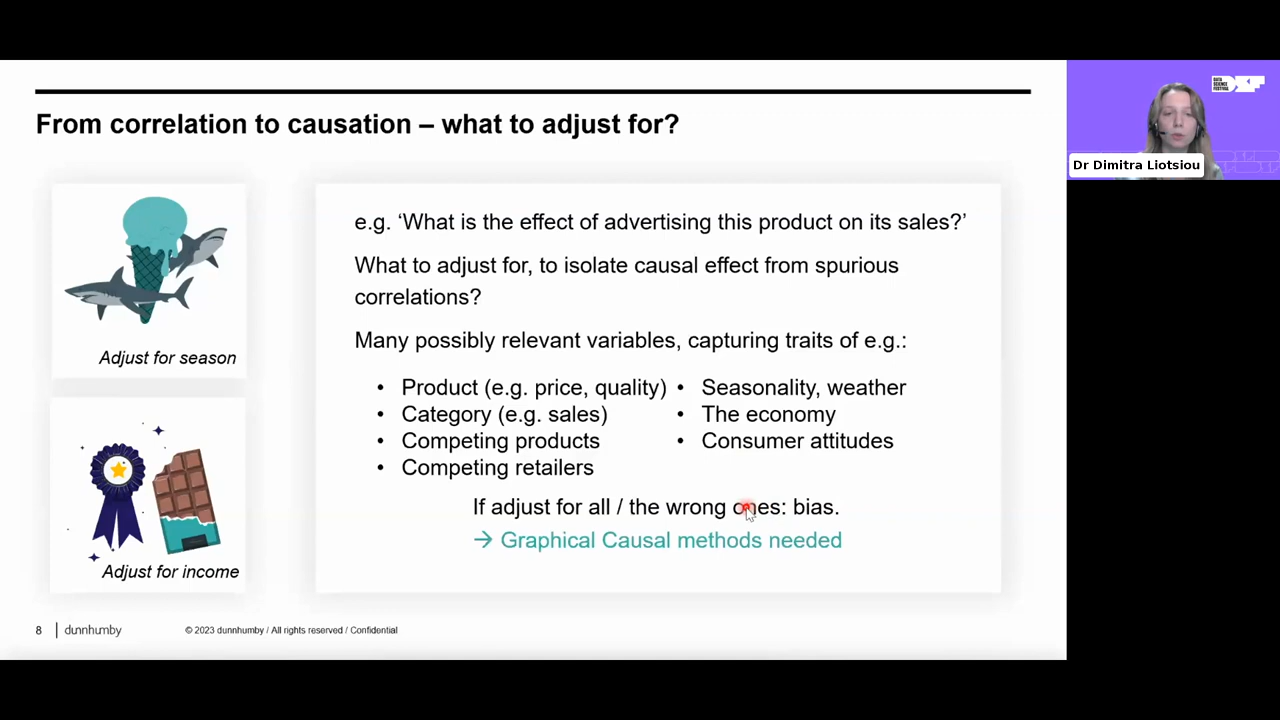 From correlation to causation – what to adjust for?
Adjust for season
Adjust for income
e.g. ‘What is the effect of advertising this product on its sales?’
What to adjust for, to isolate causal effect from spurious
correlations?
Many possibly relevant variables, capturing traits of e.g.:
• Product (e.g. price, quality)
• Category (e.g. sales)
• Competing products
• Competing retailers
• Seasonality, weather
• The economy
• Consumer attitudes
If adjust for all / the wrong ones: bias.
→ Graphical Causal methods needed
8 | dunnhumby
© 2023 dunnhumby / All rights reserved / Confidential
DATA
SCIENCE
FESTIVAL
Dr Dimitra Liotsiou